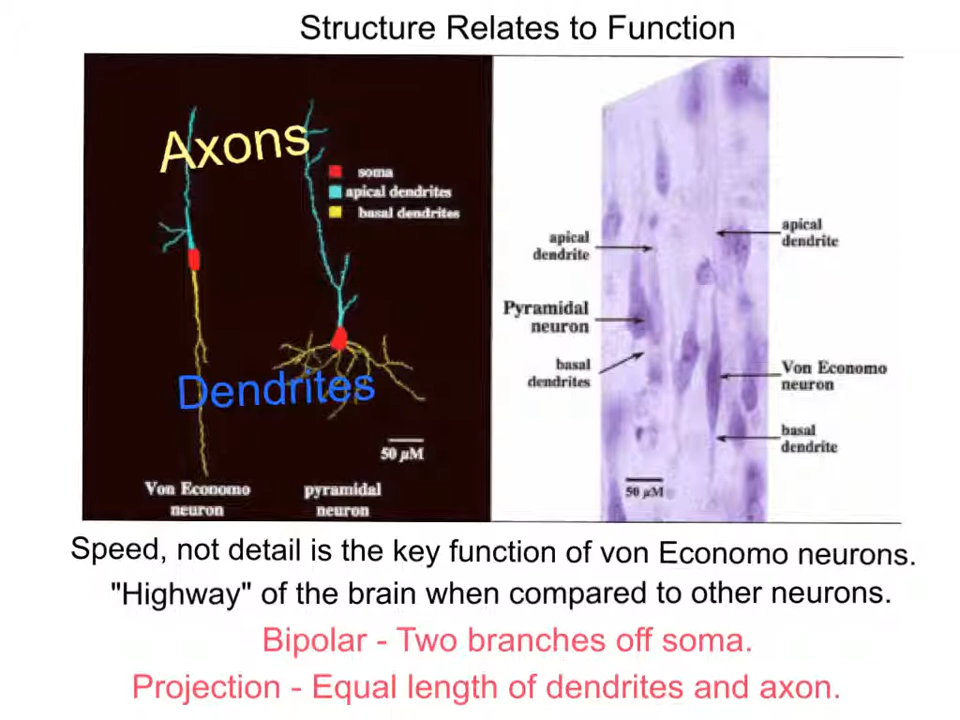 Structure Relates to Function
Axons
soma
apical dendrites
basal dendrites
Dendrites
50 µM
Von Economo
neuron
pyramidal
neuron
apical
dendrite
Pyramidal
neuron
basal
dendrites
50 µM
apical
dendrite
Von Economo
neuron
basal
dendrite
Speed, not detail is the key function of von Economo neurons.
"Highway" of the brain when compared to other neurons.
Bipolar - Two branches off soma.
Projection - Equal length of dendrites and axon.